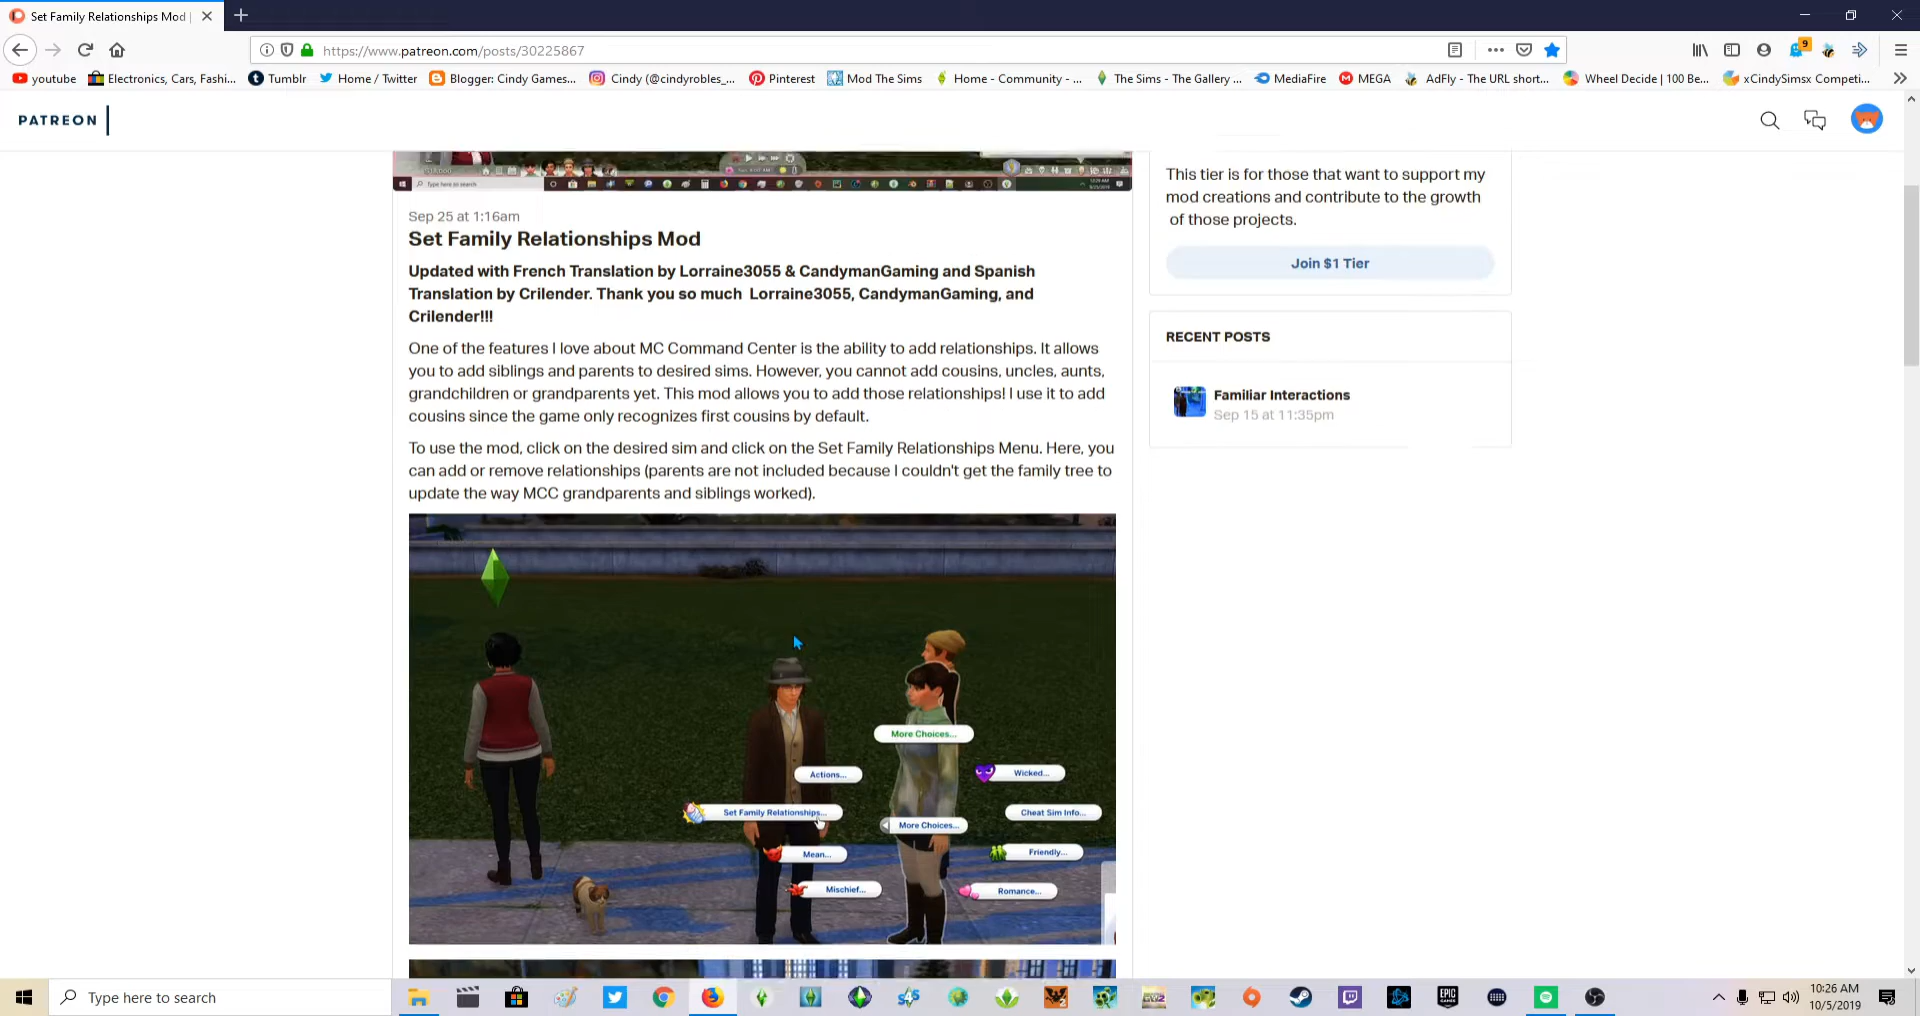 Set Family Relationships Mod |
https://www.patreon.com/posts/30225867
9
youtube
Electronics, Cars, Fashi...
Tumblr
Home / Twitter
Blogger: Cindy Games...
Cindy (@cindyrobles_...
Pinterest
Mod The Sims
Home - Community - ...
The Sims - The Gallery ...
MediaFire
MEGA
AdFly - The URL short...
Wheel Decide | 100 Be...
xCindySimsx Competi...
PATREON
Type here to search
Sep 25 at 1:16am
Set Family Relationships Mod
Updated with French Translation by Lorraine3055 & CandymanGaming and Spanish
Translation by Crilender. Thank you so much Lorraine3055, CandymanGaming, and
Crilender!!!
One of the features I love about MC Command Center is the ability to add relationships. It allows
you to add siblings and parents to desired sims. However, you cannot add cousins, uncles, aunts,
grandchildren or grandparents yet. This mod allows you to add those relationships! I use it to add
cousins since the game only recognizes first cousins by default.
To use the mod, click on the desired sim and click on the Set Family Relationships Menu. Here, you
can add or remove relationships (parents are not included because I couldn't get the family tree to
update the way MCC grandparents and siblings worked).
More Choices...
Actions...
Wicked...
Set Family Relationships...
Cheat Sim Info...
More Choices...
Mean...
Friendly...
Mischief...
Romance...
This tier is for those that want to support my
mod creations and contribute to the growth
of those projects.
Join $1 Tier
RECENT POSTS
Familiar Interactions
Sep 15 at 11:35pm
Type here to search
EPIC
10:26 AM
10/5/2019